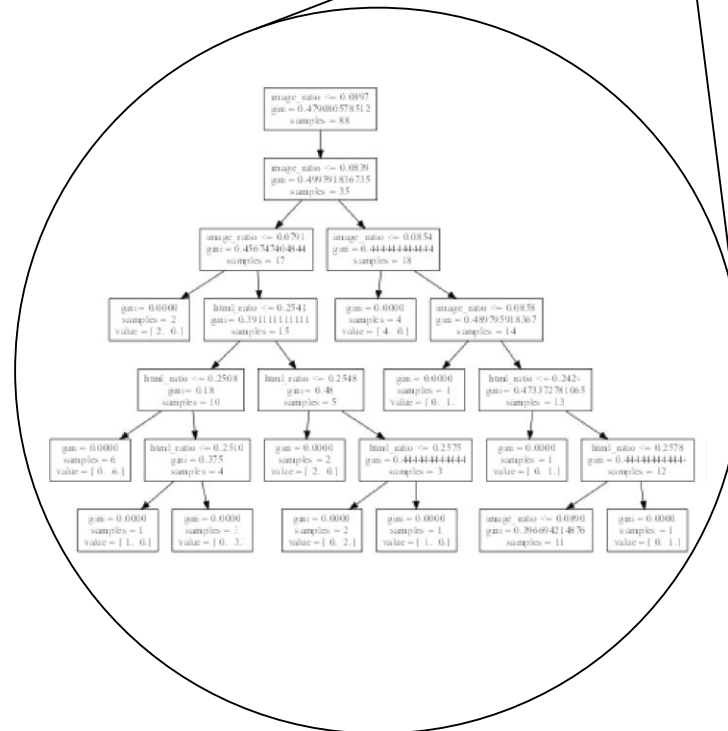 image_ratio <= 0.0897
gini = 0.479080578512
samples = 88
image_ratio <= 0.0839
gini = 0.499591836735
samples = 35
image_ratio <= 0.0791
gini = 0.456747404844
samples = 17
image_ratio <= 0.0854
gini = 0.444444444444
samples = 18
gini = 0.0000
samples = 2
value = [ 2. 0.]
html_ratio <= 0.2541
gini = 0.391111111111
samples = 15
gini = 0.0000
samples = 4
value = [ 4. 0.]
image_ratio <= 0.0858
gini = 0.489795918367
samples = 14
html_ratio <= 0.2508
gini = 0.18
samples = 10
html_ratio <= 0.2548
gini = 0.48
samples = 5
gini = 0.0000
samples = 1
value = [ 0. 1.
html_ratio <= 0.242
gini = 0.473372781065
samples = 13
gini = 0.0000
samples = 6
value = [ 0. 6.]
html_ratio <= 0.2510
gini = 0.375
samples = 4
gini = 0.0000
samples = 2
value = [ 2. 0.]
html_ratio <= 0.2575
gini = 0.444444444444
samples = 3
gini = 0.0000
samples = 1
value = [ 0. 1.]
html_ratio <= 0.2578
gini = 0.44444444444
samples = 12
gini = 0.0000
samples = 1
value = [ 1. 0.]
gini = 0.0000
samples =
value = [ 0. 3.
gini = 0.0000
samples = 2
value = [ 0. 2.]
gini = 0.0000
samples = 1
value = [ 1. 0.]
image_ratio <= 0.0890
gini = 0.396694214876
samples = 11
gini = 0.0000
samples = 1
value = [ 0. 1.]